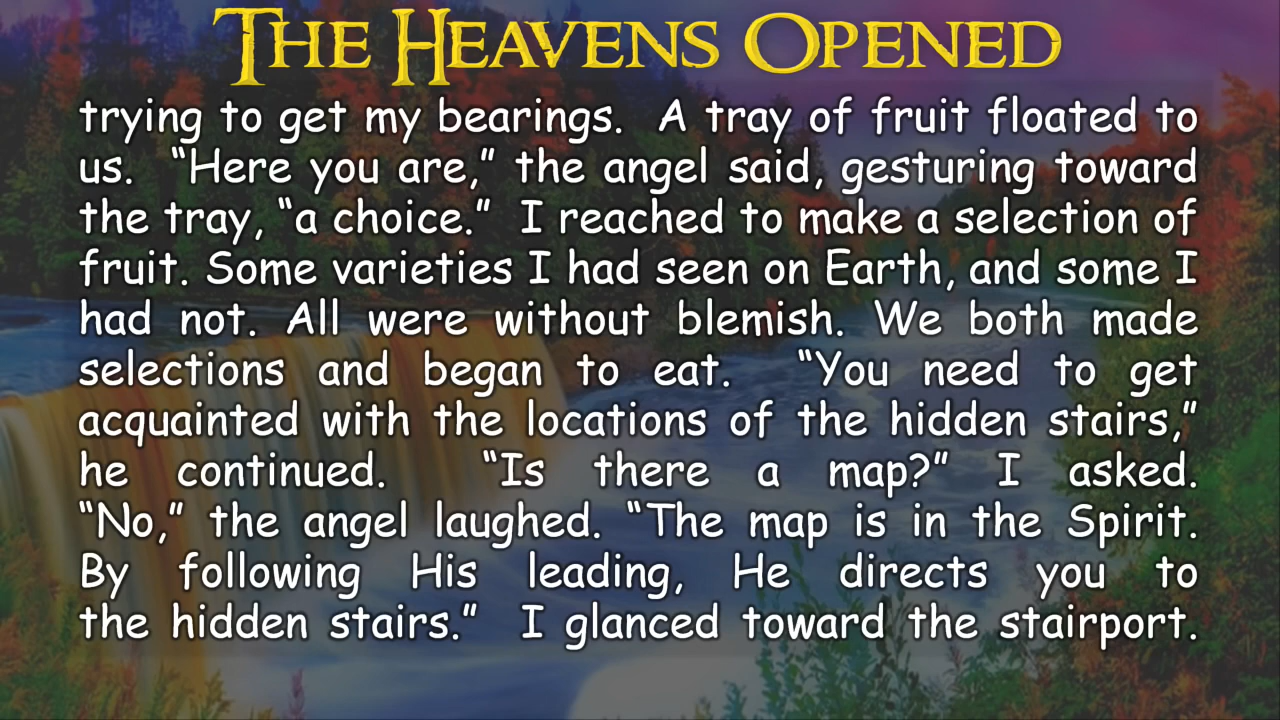 THE HEAVENS OPENED
trying to get my bearings.  A tray of fruit floated to
us.  “Here you are,” the angel said, gesturing toward
the tray, “a choice.”  I reached to make a selection of
fruit. Some varieties I had seen on Earth, and some I
had not. All were without blemish. We both made
selections and began to eat.  “You need to get
acquainted with the locations of the hidden stairs,”
he continued.  “Is there a map?” I asked.
“No,” the angel laughed. “The map is in the Spirit.
By following His leading, He directs you to
the hidden stairs.”  I glanced toward the stairport.